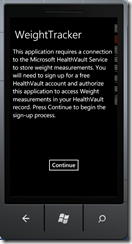 WeightTracker
This application requires a connection
to the Microsoft HealthVault Service
to store weight measurements. You
will need to sign up for a free
HealthVault account and authorize
this application to access Weight
measurements in your HealthVault
record. Press Continue to begin the
sign-up process.
Continue